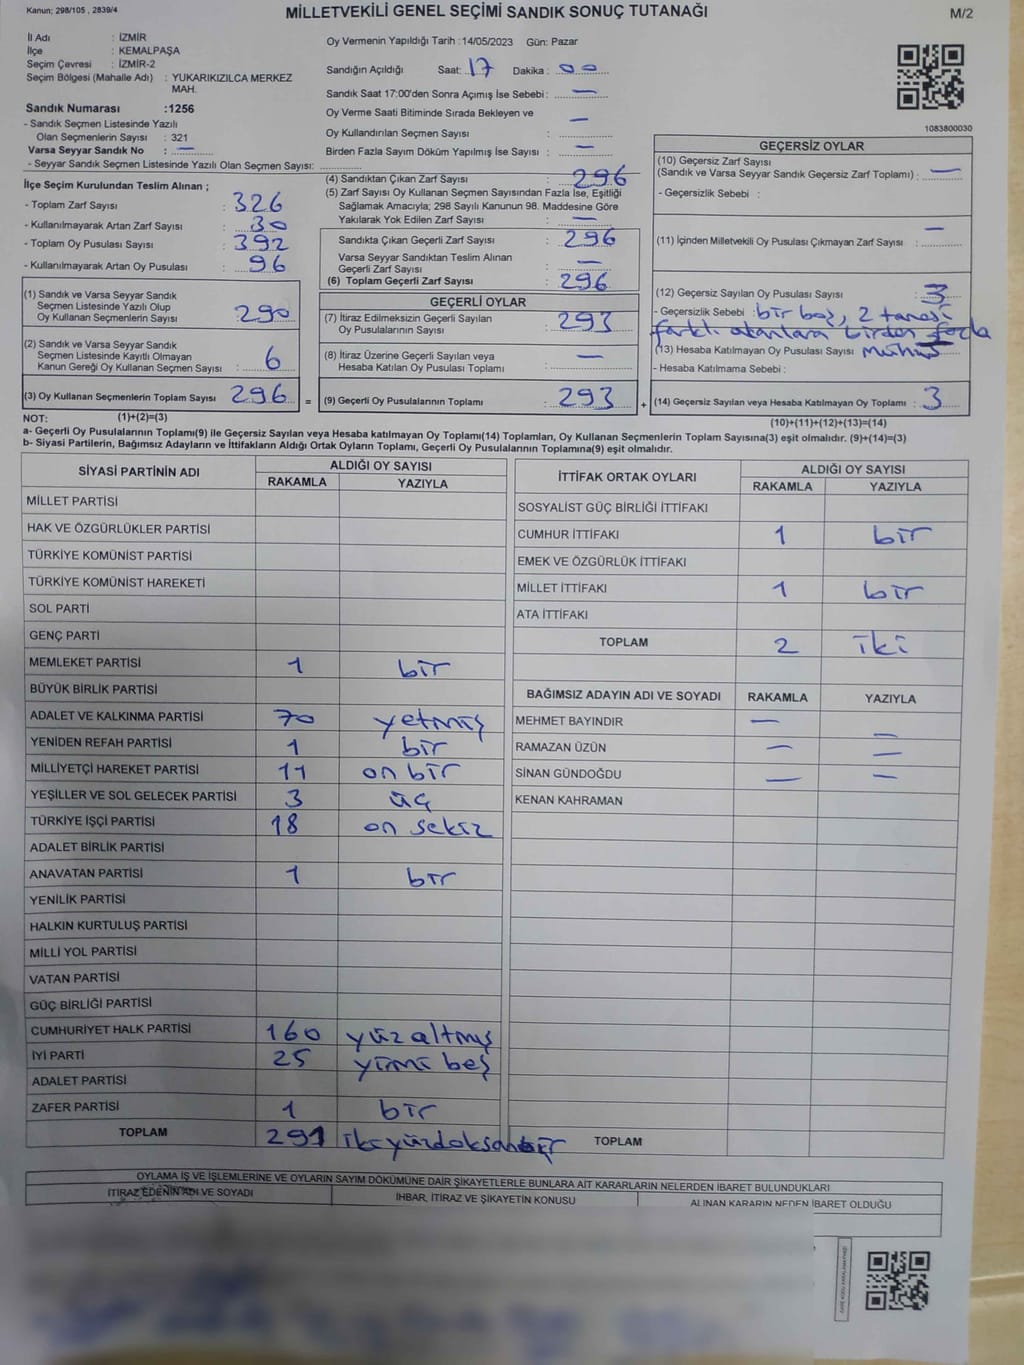 Kanun; 298/105 , 2839/4
MİLLETVEKİLİ GENEL SEÇİMİ SANDIK SONUÇ TUTANAĞI
M/2
İl Adı : İZMİR
İlçe : KEMALPAŞA
Seçim Çevresi : İZMİR-2
Seçim Bölgesi (Mahalle Adı) : YUKARIKIZILCA MERKEZ MAH.
Sandık Numarası :1256
- Sandık Seçmen Listesinde Yazılı
Olan Seçmenlerin Sayısı : 321
Varsa Seyyar Sandık No : —
- Seyyar Sandık Seçmen Listesinde Yazılı Olan Seçmen Sayısı:
Oy Vermenin Yapıldığı Tarih :14/05/2023 Gün: Pazar
Sandığın Açıldığı Saat: 17 Dakika : 00
Sandık Saat 17:00'den Sonra Açımış İse Sebebi : —
Oy Verme Saati Bitiminde Sırada Bekleyen ve
Oy Kullandırılan Seçmen Sayısı : —
Birden Fazla Sayım Döküm Yapılmış İse Sayısı : —
1083800030
İlçe Seçim Kurulundan Teslim Alınan ;
- Toplam Zarf Sayısı : 326
- Kullanılmayarak Artan Zarf Sayısı : 30
- Toplam Oy Pusulası Sayısı : 392
- Kullanılmayarak Artan Oy Pusulası : 96
(4) Sandıktan Çıkan Zarf Sayısı : 296
(5) Zarf Sayısı Oy Kullanan Seçmen Sayısından Fazla İse, Eşitliği
Sağlamak Amacıyla; 298 Sayılı Kanunun 98. Maddesine Göre
Yakılarak Yok Edilen Zarf Sayısı : —
Sandıkta Çıkan Geçerli Zarf Sayısı : 296
Varsa Seyyar Sandıktan Teslim Alınan
Geçerli Zarf Sayısı : —
(6) Toplam Geçerli Zarf Sayısı : 296
GEÇERSİZ OYLAR
(10) Geçersiz Zarf Sayısı
(Sandık ve Varsa Seyyar Sandık Geçersiz Zarf Toplamı) : —
- Geçersizlik Sebebi :
(11) İçinden Milletvekili Oy Pusulası Çıkmayan Zarf Sayısı : —
(12) Geçersiz Sayılan Oy Pusulası Sayısı : 3
- Geçersizlik Sebebi : bir boş, 2 tanesi
farklı alanlara birden fazla
(13) Hesaba Katılmayan Oy Pusulası Sayısı mühür
- Hesaba Katılmama Sebebi :
(14) Geçersiz Sayılan veya Hesaba Katılmayan Oy Toplamı : 3
(1) Sandık ve Varsa Seyyar Sandık
Seçmen Listesinde Yazılı Olup
Oy Kullanan Seçmenlerin Sayısı : 290
(2) Sandık ve Varsa Seyyar Sandık
Seçmen Listesinde Kayıtlı Olmayan
Kanun Gereği Oy Kullanan Seçmen Sayısı : 6
(3) Oy Kullanan Seçmenlerin Toplam Sayısı : 296 =
GEÇERLİ OYLAR
(7) İtiraz Edilmeksizin Geçerli Sayılan
Oy Pusulalarının Sayısı : 293
(8) İtiraz Üzerine Geçerli Sayılan veya
Hesaba Katılan Oy Pusulası Toplamı : —
(9) Geçerli Oy Pusulalarının Toplamı : 293 +
NOT: (1)+(2)=(3)
(10)+(11)+(12)+(13)=(14)
a- Geçerli Oy Pusulalarının Toplamı(9) ile Geçersiz Sayılan veya Hesaba katılmayan Oy Toplamı(14) Toplamları, Oy Kullanan Seçmenlerin Toplam Sayısına(3) eşit olmalıdır. (9)+(14)=(3)
b- Siyasi Partilerin, Bağımsız Adayların ve İttifakların Aldığı Ortak Oyların Toplamı, Geçerli Oy Pusulalarının Toplamına(9) eşit olmalıdır.
SİYASİ PARTİNİN ADI ALDIĞI OY SAYISI
RAKAMLA YAZIYLA
MİLLET PARTİSİ
HAK VE ÖZGÜRLÜKLER PARTİSİ
TÜRKİYE KOMÜNİST PARTİSİ
TÜRKİYE KOMÜNİST HAREKETİ
SOL PARTİ
GENÇ PARTİ
MEMLEKET PARTİSİ 1 bir
BÜYÜK BİRLİK PARTİSİ
ADALET VE KALKINMA PARTİSİ 70 yetmiş
YENİDEN REFAH PARTİSİ 1 bir
MİLLİYETÇİ HAREKET PARTİSİ 11 on bir
YEŞİLLER VE SOL GELECEK PARTİSİ 3 üç
TÜRKİYE İŞÇİ PARTİSİ 18 on sekiz
ADALET BİRLİK PARTİSİ
ANAVATAN PARTİSİ 1 bir
YENİLİK PARTİSİ
HALKIN KURTULUŞ PARTİSİ
MİLLİ YOL PARTİSİ
VATAN PARTİSİ
GÜÇ BİRLİĞİ PARTİSİ
CUMHURİYET HALK PARTİSİ 160 yüz altmış
İYİ PARTİ 25 yirmi beş
ADALET PARTİSİ
ZAFER PARTİSİ 1 bir
TOPLAM 291 ikiyüzdoksanbir
İTTİFAK ORTAK OYLARI ALDIĞI OY SAYISI
RAKAMLA YAZIYLA
SOSYALİST GÜÇ BİRLİĞİ İTTİFAKI
CUMHUR İTTİFAKI 1 bir
EMEK VE ÖZGÜRLÜK İTTİFAKI
MİLLET İTTİFAKI 1 bir
ATA İTTİFAKI
TOPLAM 2 iki
BAĞIMSIZ ADAYIN ADI VE SOYADI RAKAMLA YAZIYLA
MEHMET BAYINDIR — —
RAMAZAN ÜZÜN — —
SİNAN GÜNDOĞDU — —
KENAN KAHRAMAN
TOPLAM
OYLAMA İŞ VE İŞLEMLERİNE VE OYLARIN SAYIM DÖKÜMÜNE DAİR ŞİKAYETLERLE BUNLARA AİT KARARLARIN NELERDEN İBARET BULUNDUKLARI
İTİRAZ EDENİN ADI VE SOYADI İHBAR, İTİRAZ VE ŞİKAYETİN KONUSU ALINAN KARARIN NEDEN İBARET OLDUĞU